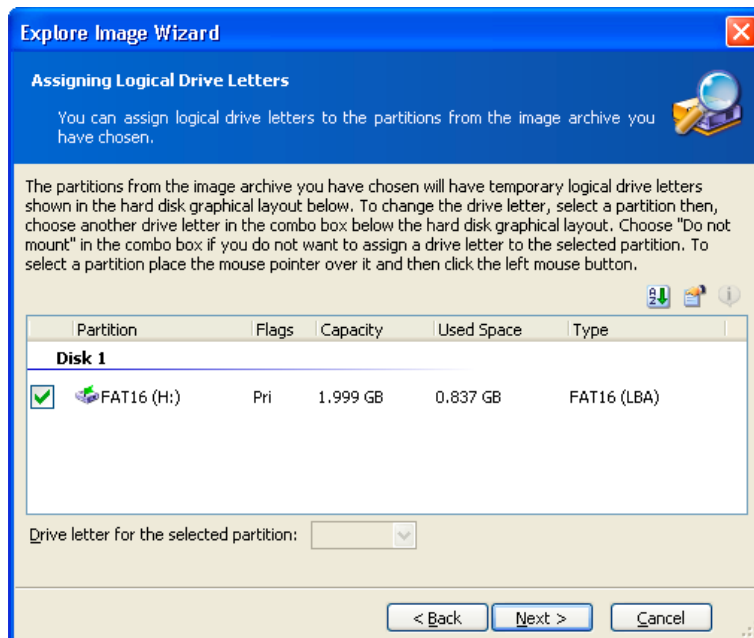 Explore Image Wizard
Assigning Logical Drive Letters
You can assign logical drive letters to the partitions from the image archive you
have chosen.
The partitions from the image archive you have chosen will have temporary logical drive letters
shown in the hard disk graphical layout below. To change the drive letter, select a partition then,
choose another drive letter in the combo box below the hard disk graphical layout. Choose "Do not
mount" in the combo box if you do not want to assign a drive letter to the selected partition. To
select a partition place the mouse pointer over it and then click the left mouse button.
Partition Flags Capacity Used Space Type
Disk 1
FAT16 (H:) Pri 1.999 GB 0.837 GB FAT16 (LBA)
Drive letter for the selected partition:
< Back Next > Cancel